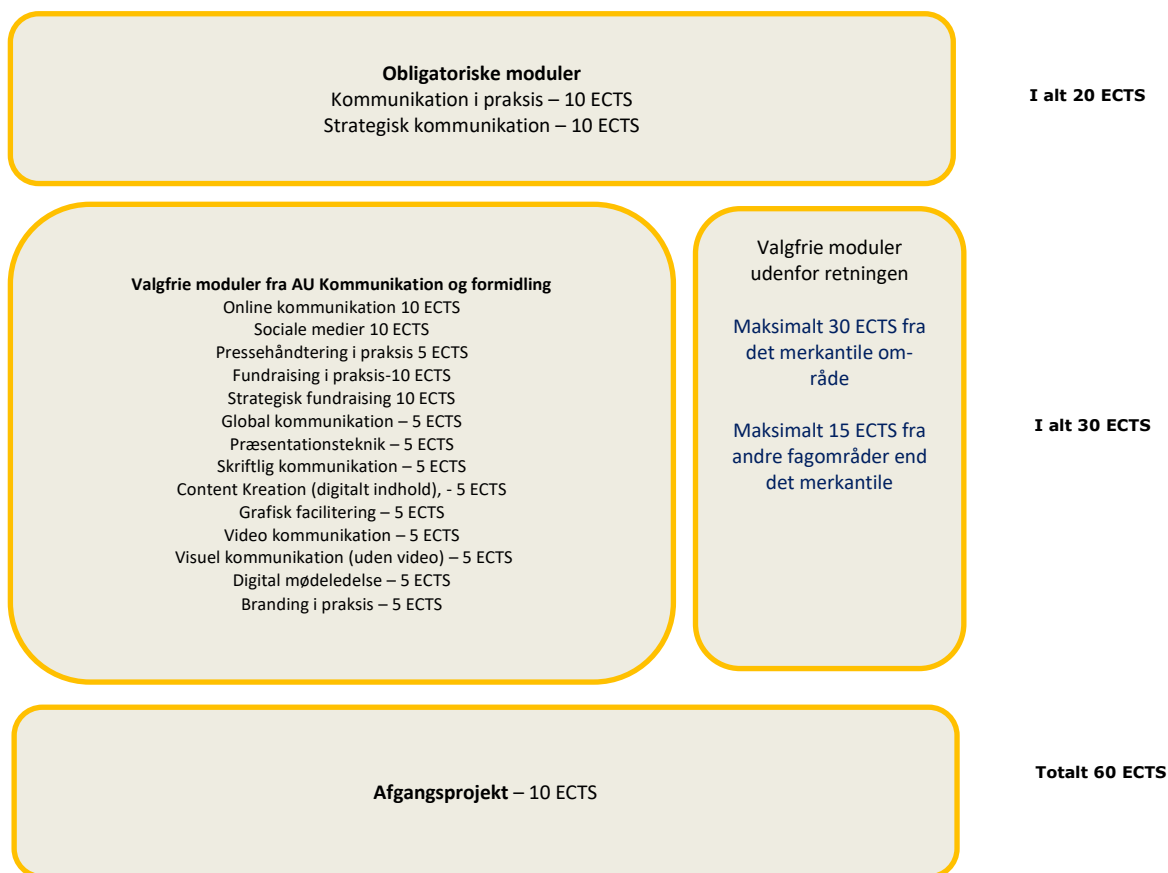 Obligatoriske moduler
Kommunikation i praksis – 10 ECTS
Strategisk kommunikation – 10 ECTS
I alt 20 ECTS
Valgfrie moduler fra AU Kommunikation og formidling
Online kommunikation 10 ECTS
Sociale medier 10 ECTS
Pressehåndtering i praksis 5 ECTS
Fundraising i praksis-10 ECTS
Strategisk fundraising 10 ECTS
Global kommunikation – 5 ECTS
Præsentationsteknik – 5 ECTS
Skriftlig kommunikation – 5 ECTS
Content Kreation (digitalt indhold), - 5 ECTS
Grafisk facilitering – 5 ECTS
Video kommunikation – 5 ECTS
Visuel kommunikation (uden video) – 5 ECTS
Digital mødeledelse – 5 ECTS
Branding i praksis – 5 ECTS
Valgfrie moduler
udenfor retningen
Maksimalt 30 ECTS fra
det merkantile om-
råde
Maksimalt 15 ECTS fra
andre fagområder end
det merkantile
I alt 30 ECTS
Afgangsprojekt – 10 ECTS
Totalt 60 ECTS